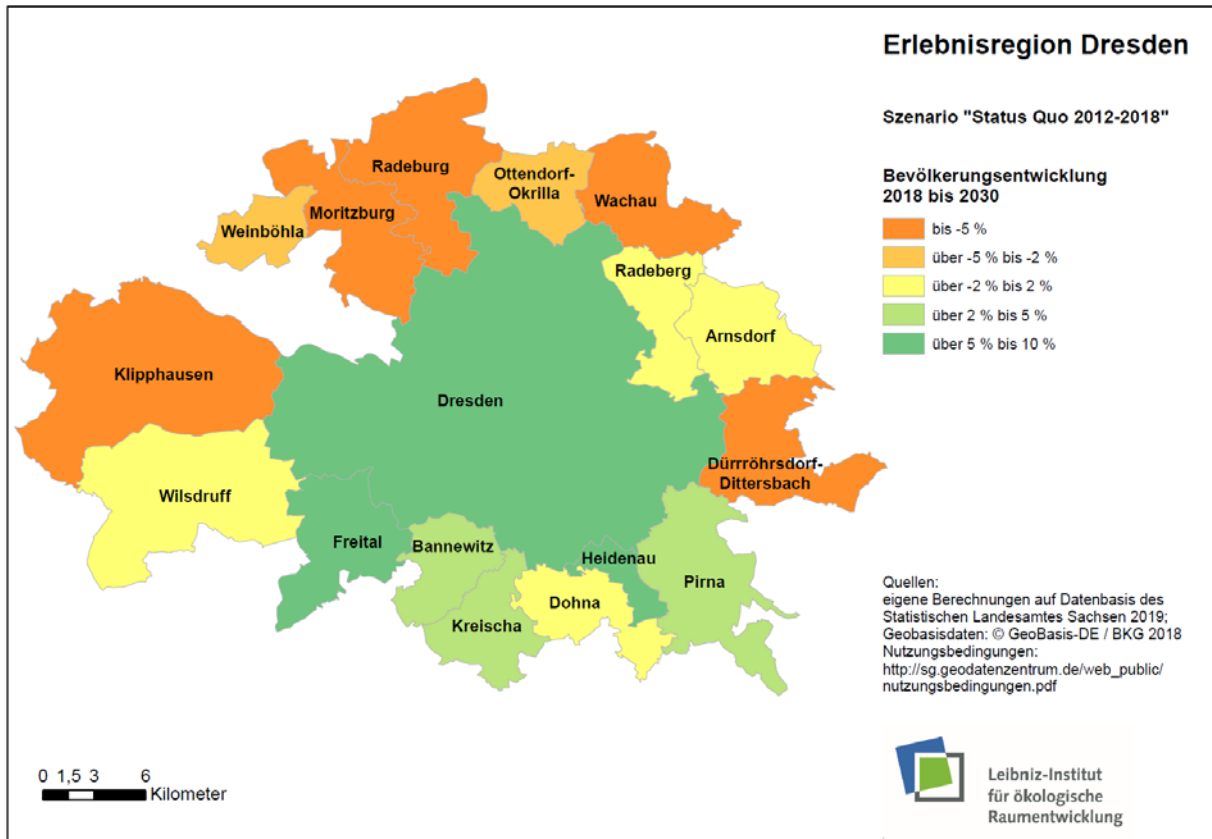 Erlebnisregion Dresden
Szenario "Status Quo 2012-2018"
Bevölkerungsentwicklung
2018 bis 2030
bis -5 %
über -5 % bis -2 %
über -2 % bis 2 %
über 2 % bis 5 %
über 5 % bis 10 %
Radeburg
Ottendorf-
Okrilla
Wachau
Moritzburg
Weinböhla
Radeberg
Arnsdorf
Klipphausen
Dresden
Dürrröhrsdorf-
Dittersbach
Wilsdruff
Freital
Bannewitz
Heidenau
Pirna
Dohna
Kreischa
Quellen:
eigene Berechnungen auf Datenbasis des
Statistischen Landesamtes Sachsen 2019;
Geobasisdaten: © GeoBasis-DE / BKG 2018
Nutzungsbedingungen:
http://sg.geodatenzentrum.de/web_public/
nutzungsbedingungen.pdf
0 1,5 3 6
Kilometer
Leibniz-Institut
für ökologische
Raumentwicklung